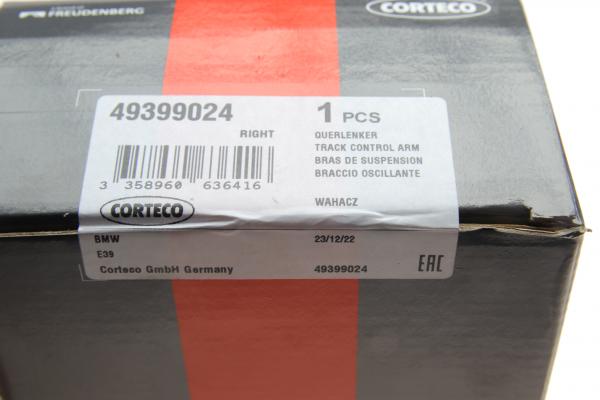 FREUDENBERG
CORTECO
49399024
RIGHT
3 358960 636416
CORTECO
1 PCS
QUERLENKER
TRACK CONTROL ARM
BRAS DE SUSPENSION
BRACCIO OSCILLANTE
WAHACZ
BMW 23/12/22
E39
Corteco GmbH Germany 49399024
EAC